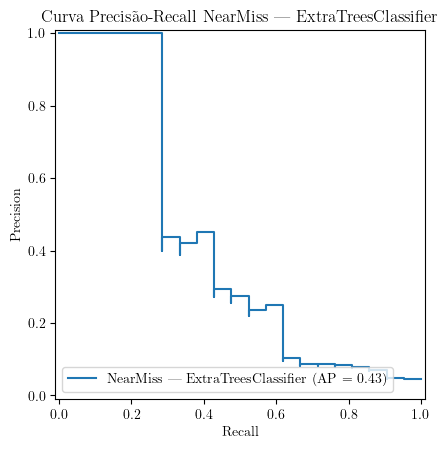 Curva Precisão-Recall NearMiss — ExtraTreesClassifier
1.0
0.8
0.6
0.4
0.2
0.0
Precision
NearMiss — ExtraTreesClassifier (AP = 0.43)
0.0 0.2 0.4 0.6 0.8 1.0
Recall